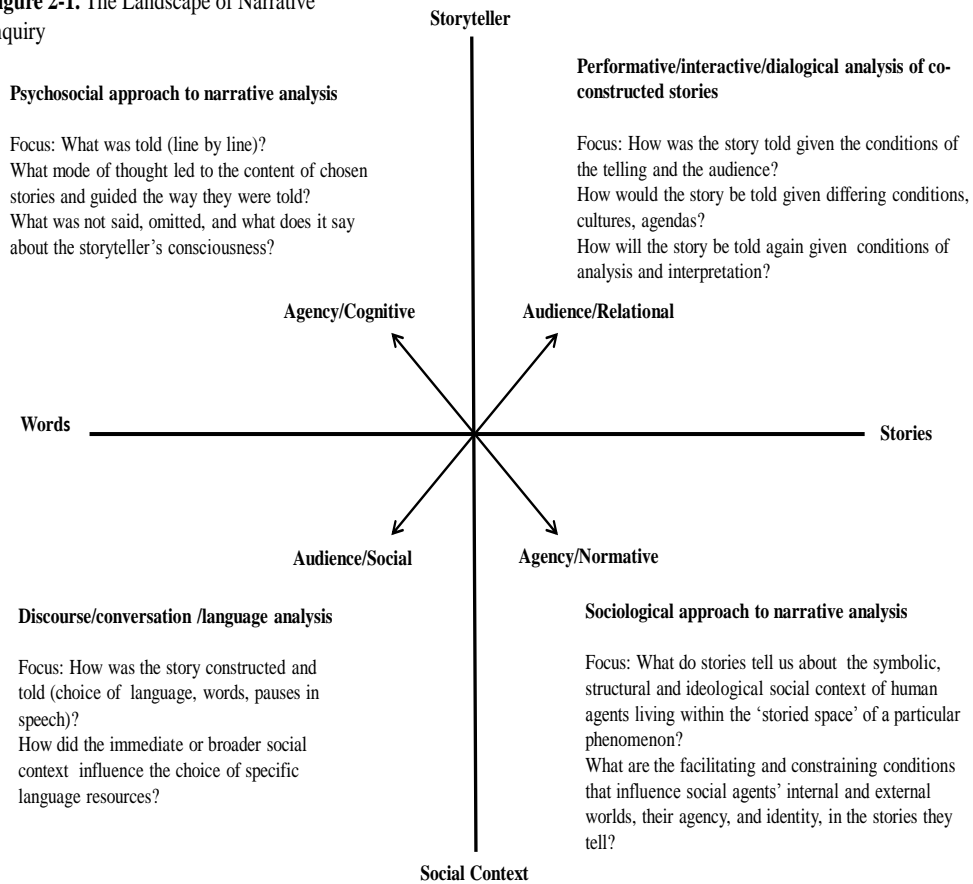 igure 2-1. The Landscape of Narrative
nquiry
Storyteller
Psychosocial approach to narrative analysis
Focus: What was told (line by line)?
What mode of thought led to the content of chosen
stories and guided the way they were told?
What was not said, omitted, and what does it say
about the storyteller’s consciousness?
Performative/interactive/dialogical analysis of co-
constructed stories
Focus: How was the story told given the conditions of
the telling and the audience?
How would the story be told given differing conditions,
cultures, agendas?
How will the story be told again given conditions of
analysis and interpretation?
Agency/Cognitive
Audience/Relational
Words
Stories
Audience/Social
Agency/Normative
Discourse/conversation /language analysis
Focus: How was the story constructed and
told (choice of language, words, pauses in
speech)?
How did the immediate or broader social
context influence the choice of specific
language resources?
Sociological approach to narrative analysis
Focus: What do stories tell us about the symbolic,
structural and ideological social context of human
agents living within the ‘storied space’ of a particular
phenomenon?
What are the facilitating and constraining conditions
that influence social agents’ internal and external
worlds, their agency, and identity, in the stories they
tell?
Social Context